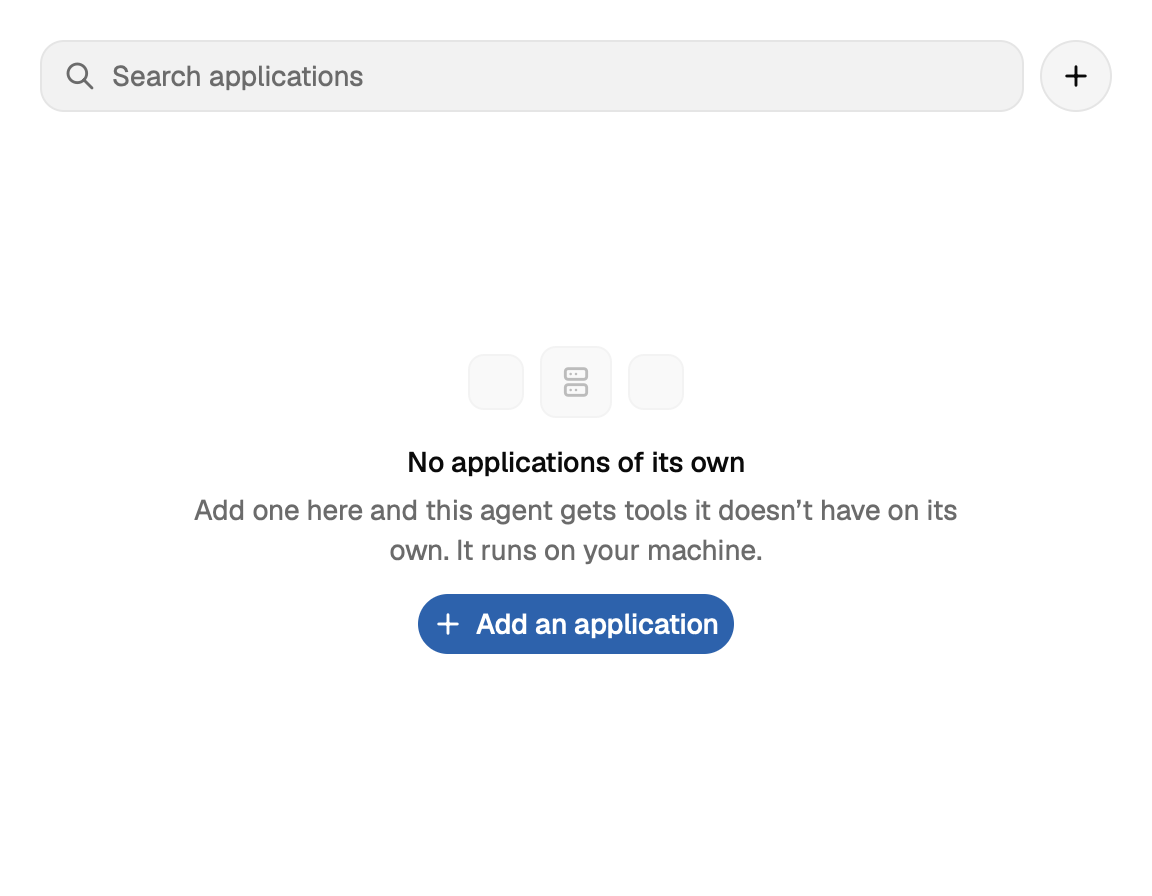 Search applications
No applications of its own
Add one here and this agent gets tools it doesn’t have on its
own. It runs on your machine.
Add an application